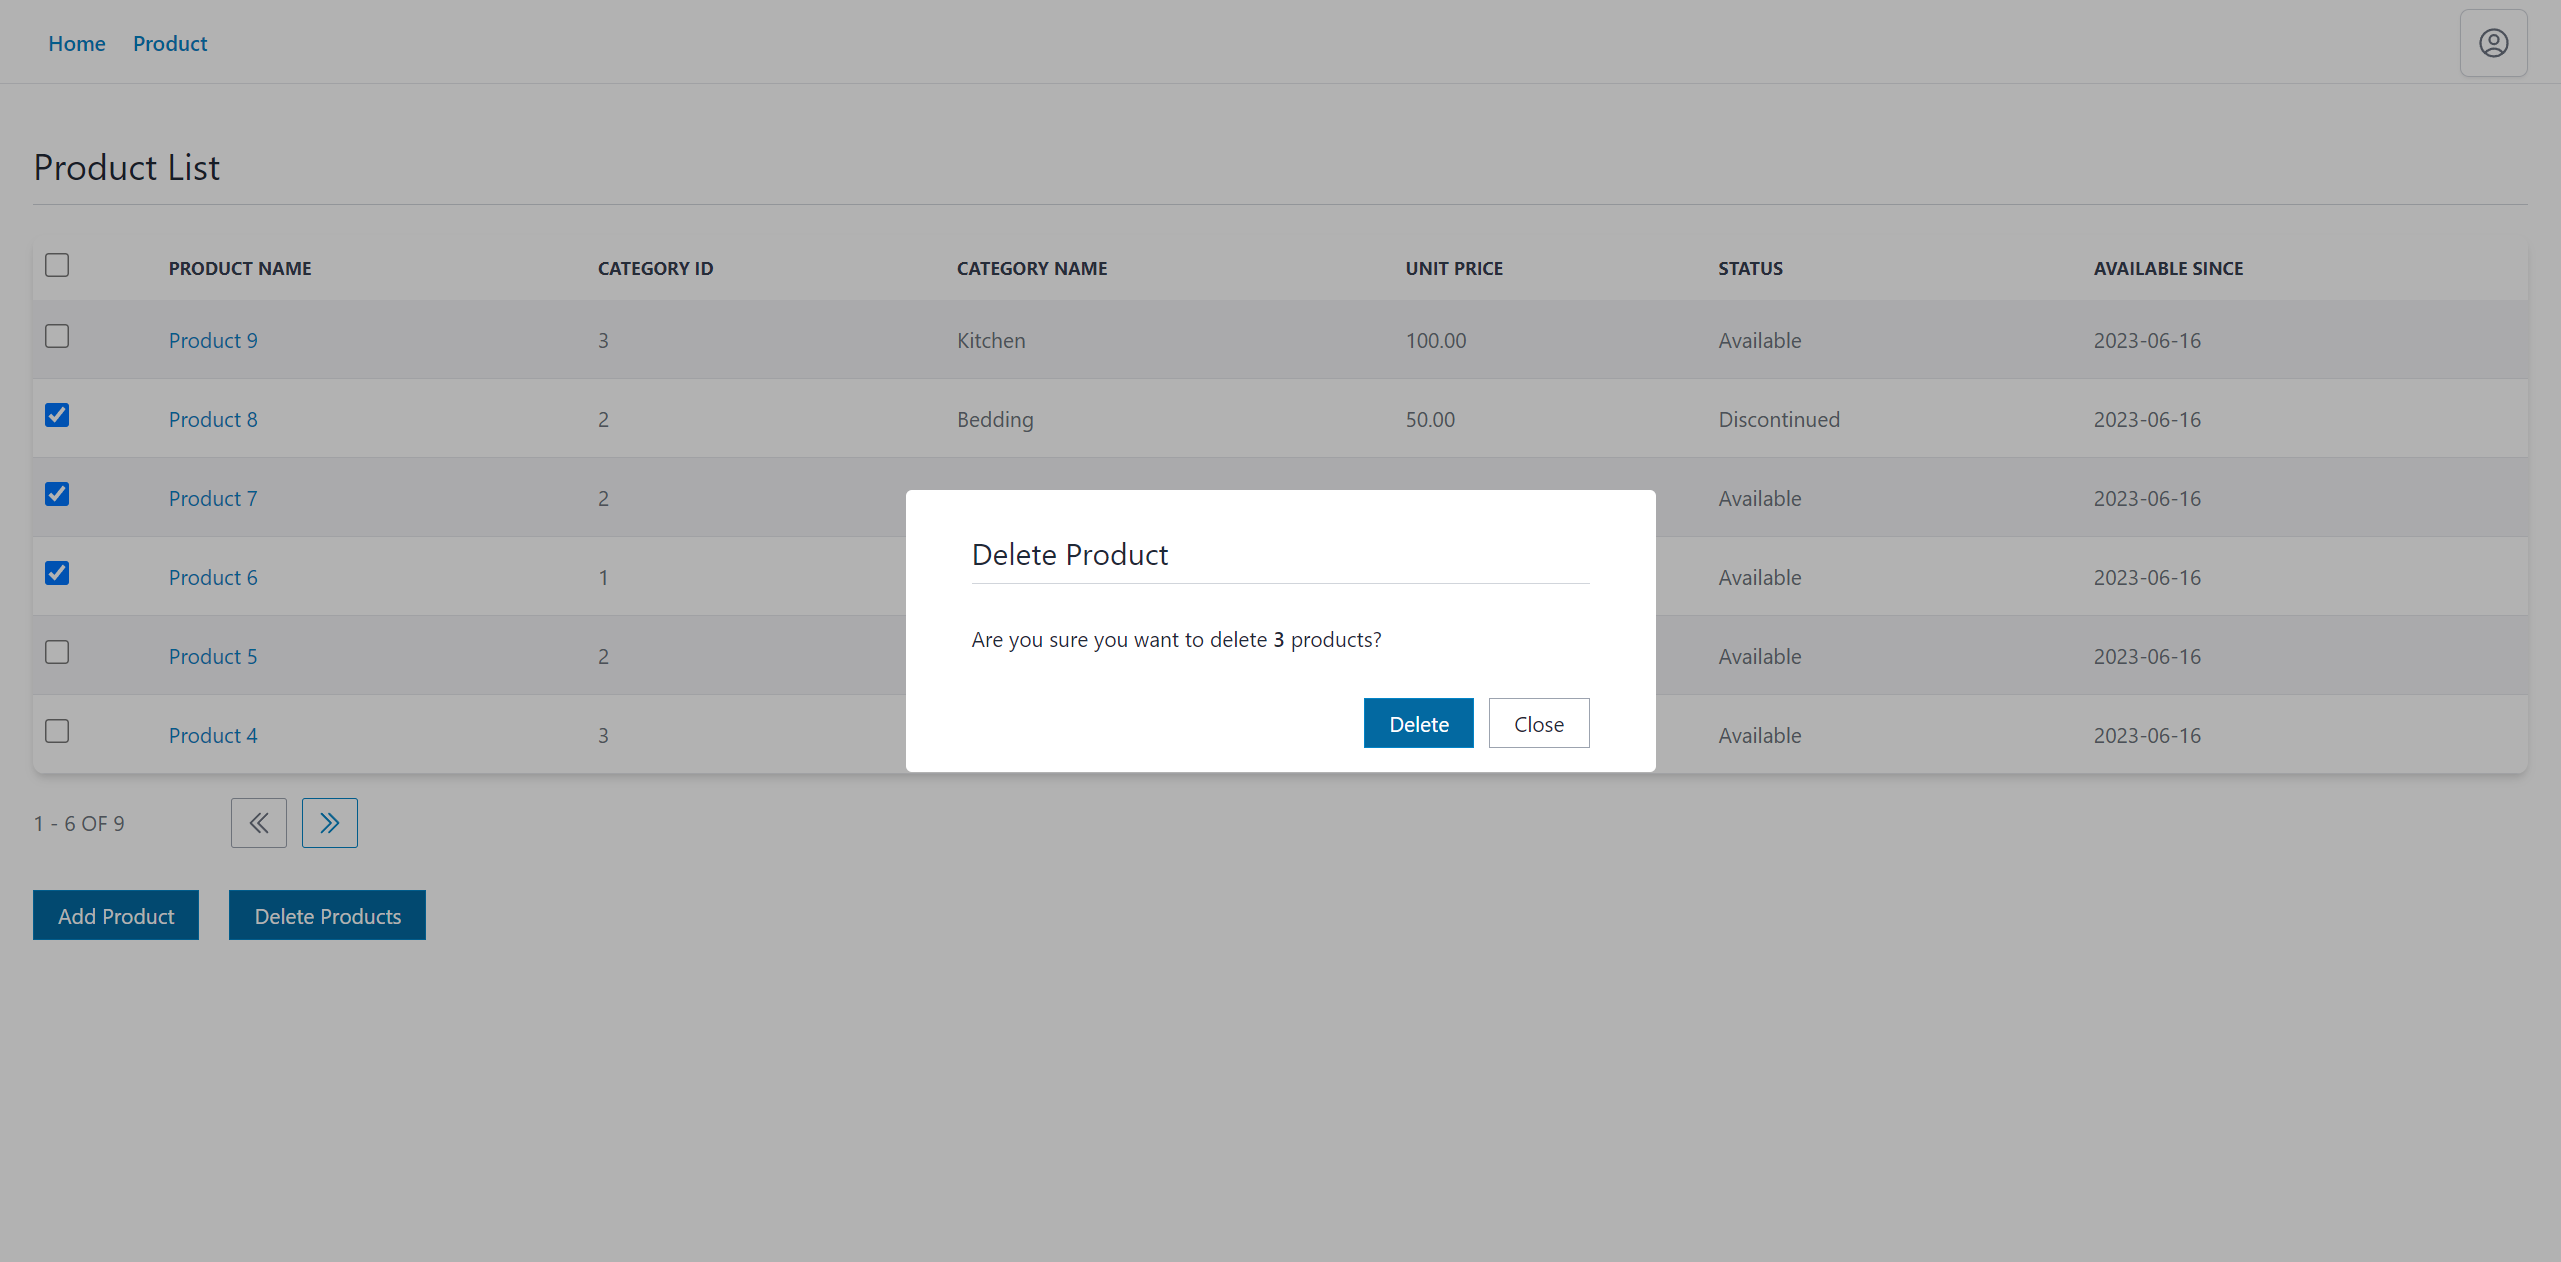 Home Product
Product List
PRODUCT NAME CATEGORY ID CATEGORY NAME UNIT PRICE STATUS AVAILABLE SINCE
Product 9 3 Kitchen 100.00 Available 2023-06-16
Product 8 2 Bedding 50.00 Discontinued 2023-06-16
Product 7 2 Available 2023-06-16
Product 6 1 Available 2023-06-16
Product 5 2 Available 2023-06-16
Product 4 3 Available 2023-06-16
Delete Product
Are you sure you want to delete 3 products?
Delete Close
1 - 6 OF 9
Add Product Delete Products